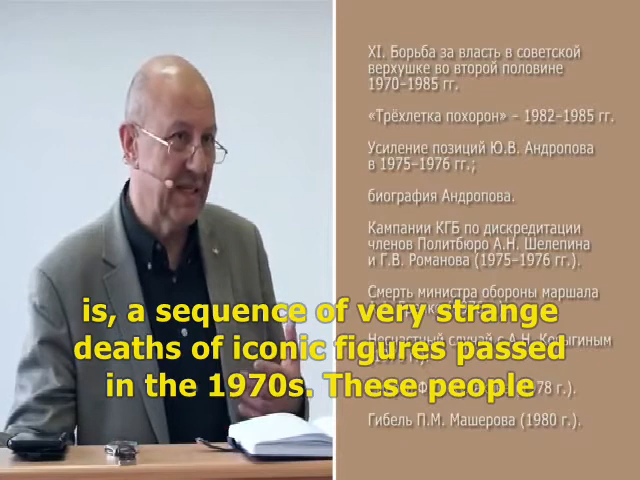 XI. Борьба за власть в советской
верхушке во второй половине
1970–1985 гг.
«Трёхлетка похорон» – 1982–1985 гг.
Усиление позиций Ю.В. Андропова
в 1975–1976 гг.;
биография Андропова.
Кампании КГБ по дискредитации
членов Политбюро А.Н. Шелепина
и Г.В. Романова (1975–1976 гг.).
Смерть министра обороны маршала
Несчастный случай с А.Н. Косыгиным
Гибель П.М. Машерова (1980 г.).
is, a sequence of very strange
deaths of iconic figures passed
in the 1970s. These people